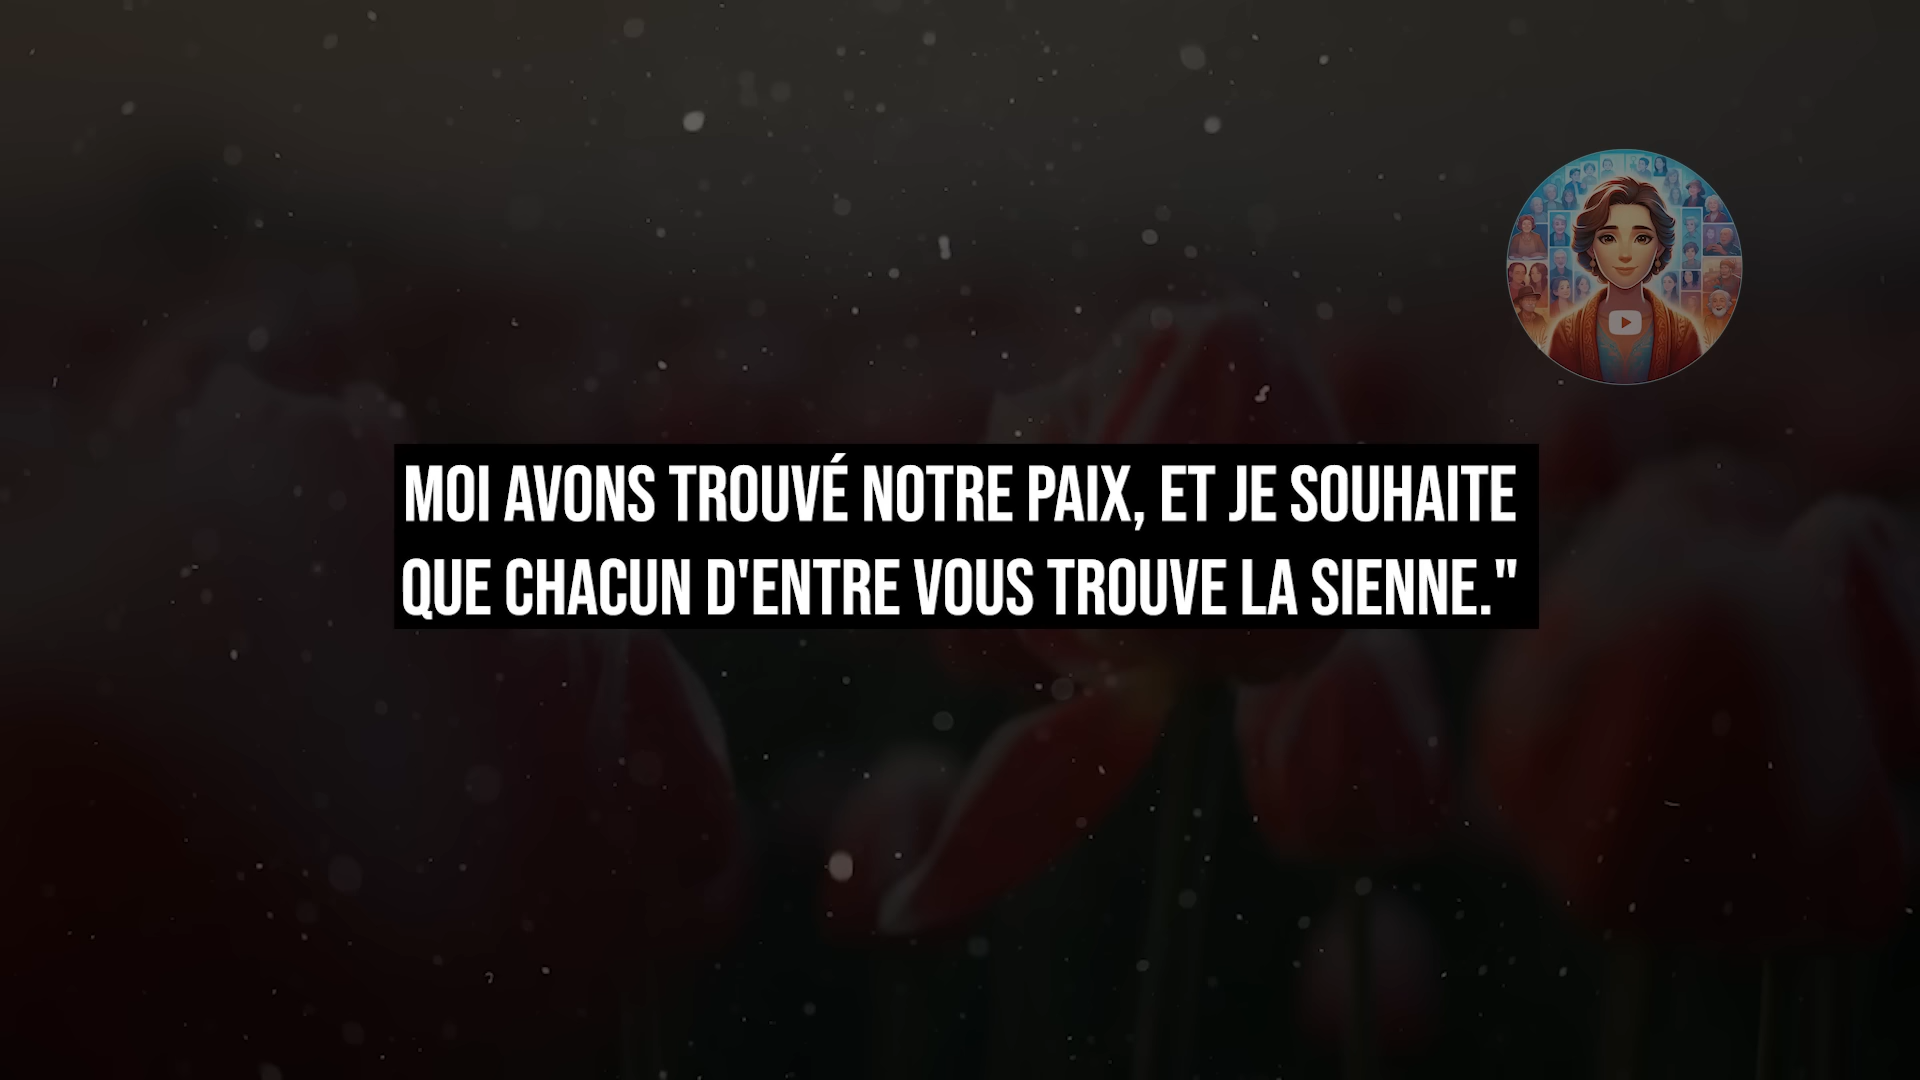 MOI AVONS TROUVÉ NOTRE PAIX, ET JE SOUHAITE
QUE CHACUN D'ENTRE VOUS TROUVE LA SIENNE."